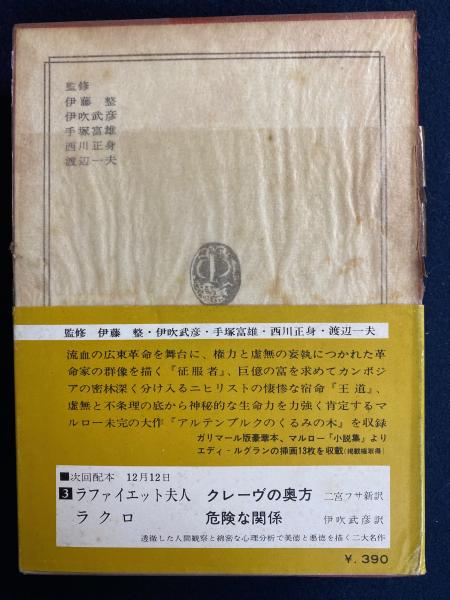 監修
伊藤 整
伊吹武彦
手塚富雄
西川正身
渡辺一夫
監修 伊藤 整・伊吹武彦・手塚富雄・西川正身・渡辺一夫
流血の広東革命を舞台に、権力と虚無の妄執につかれた革
命家の群像を描く『征服者』、巨億の富を求めてカンボジ
アの密林深く分け入るニヒリストの悽惨な宿命『王道』、
虚無と不条理の底から神秘的な生命力を力強く肯定するマ
ルロー未完の大作『アルテンブルクのくるみの木』を収録
ガリマール版豪華本、マルロー『小説集』より
エディ・ルグランの挿画13枚を収載(掲載権取得)
■次回配本 12月12日
3 ラファイエット夫人 クレーヴの奥方 二宮フサ新訳
ラクロ 危険な関係 伊吹武彦訳
透徹した人間観察と綿密な心理分析で美徳と悪徳を描く二大名作
¥. 390